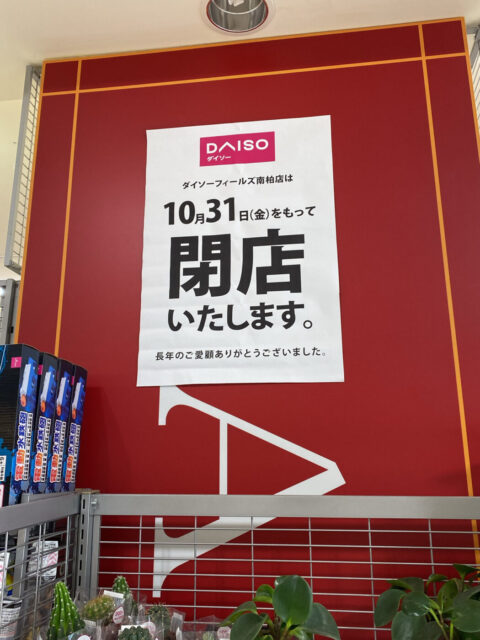 DAISO
ダイソー
ダイソーフィールズ南柏店は
10月31日(金)をもって
閉店
いたします。
長年のご愛顧ありがとうございました。